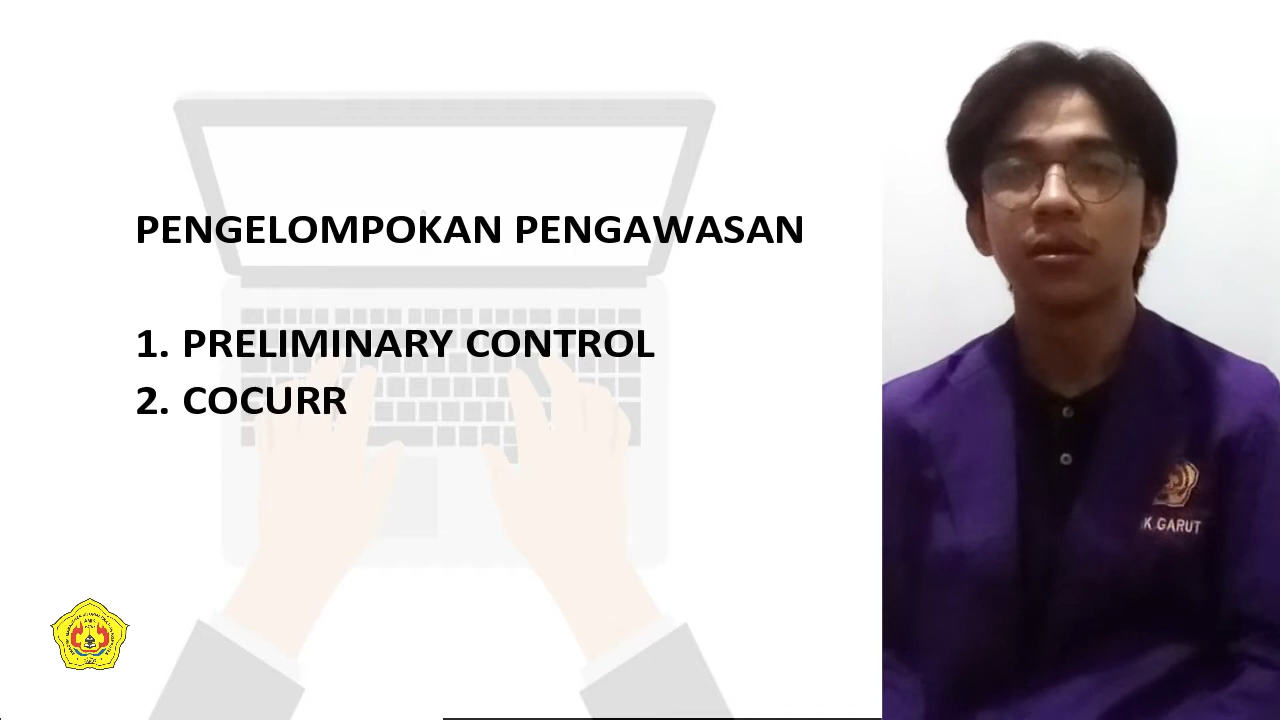 PENGELOMPOKAN PENGAWASAN
1. PRELIMINARY CONTROL
2. COCURR
K GARUT